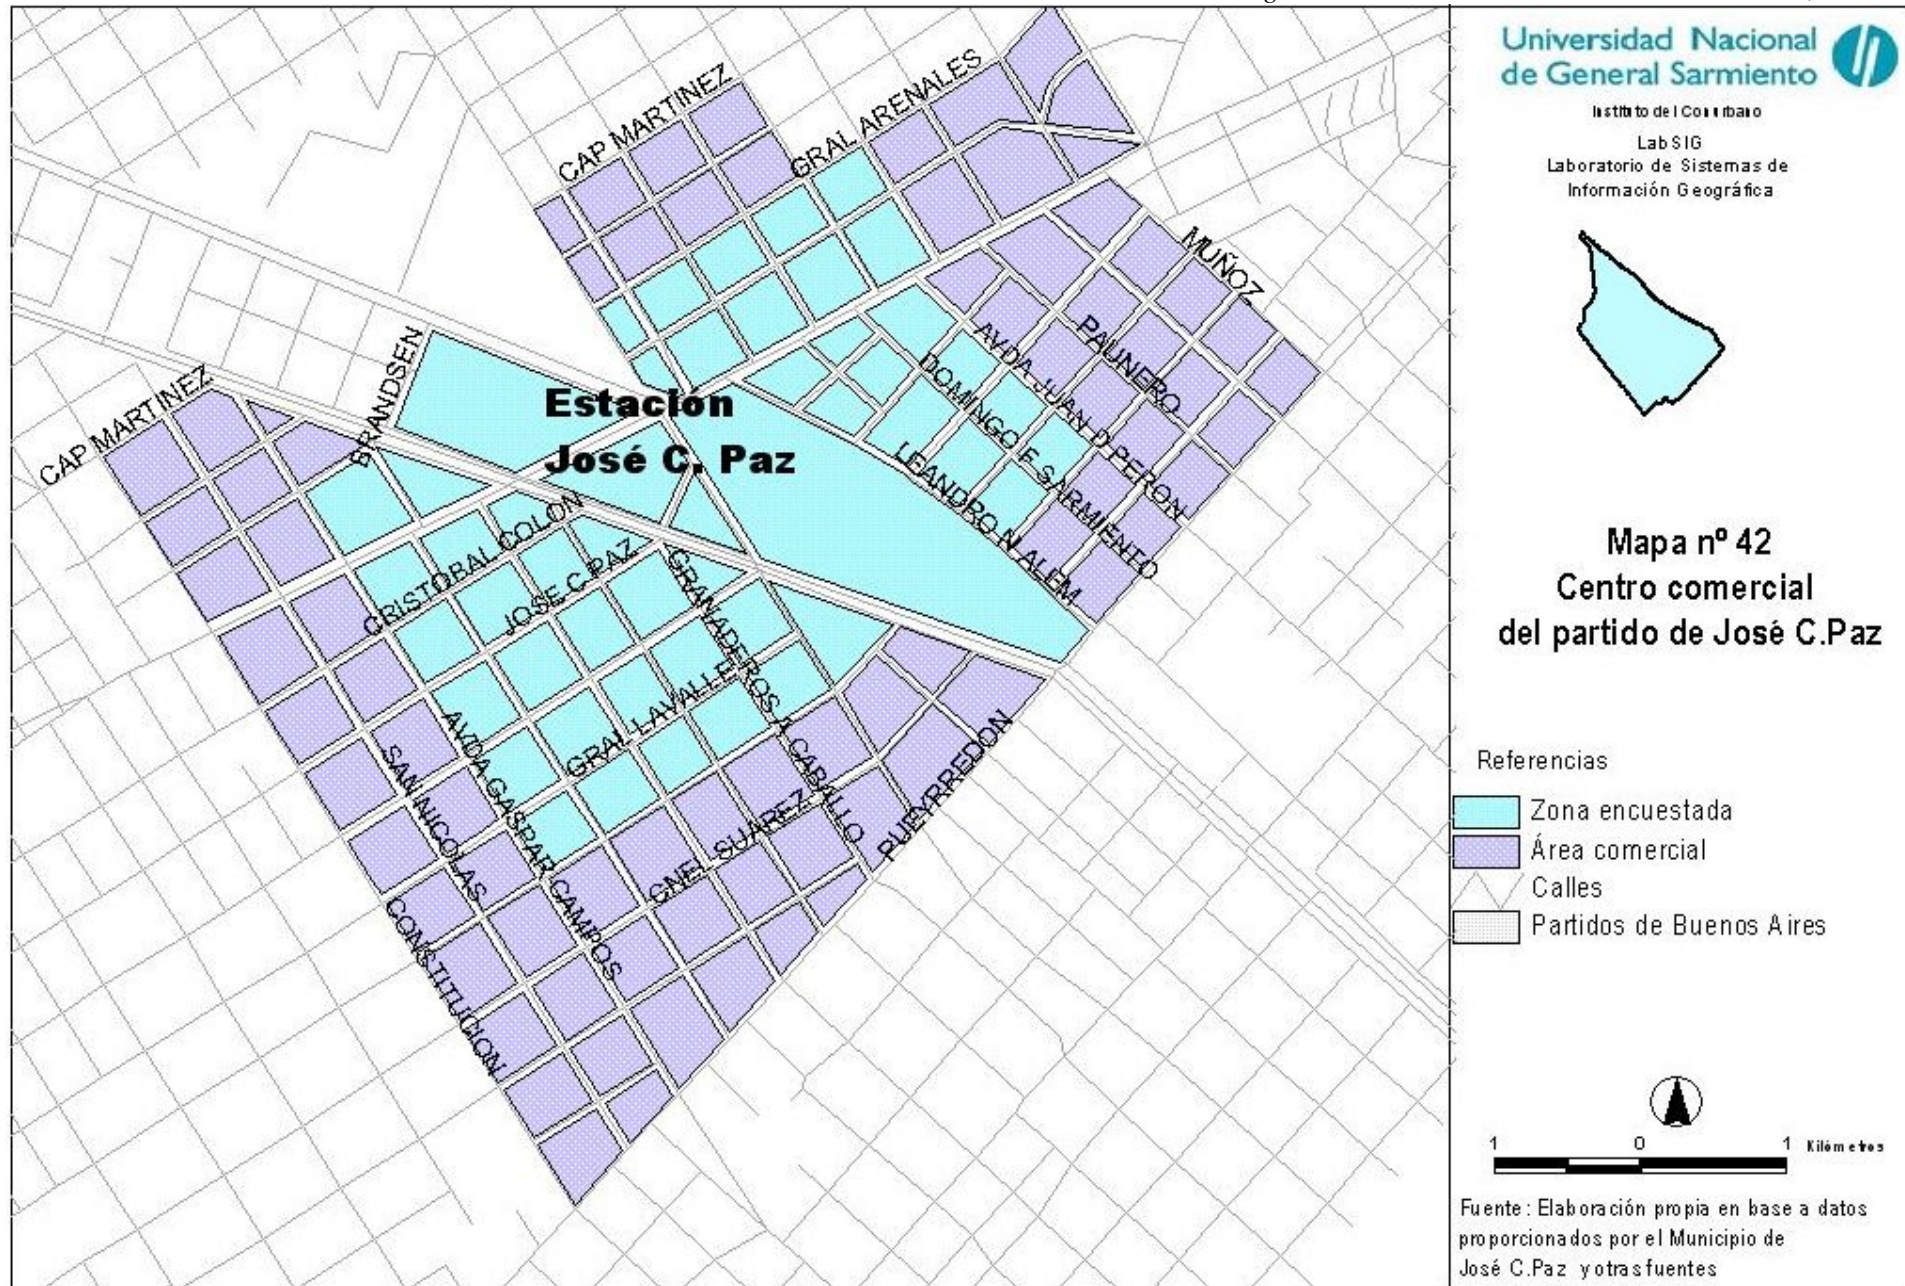 CAP MARTINEZ
GRAL ARENALES
MUÑOZ
BRANDSEN
CAP MARTINEZ
Estación
José C. Paz
AVDA JUAN D PERON
PAUNERO
DOMINGO F SARMIENTO
LEANDRO N ALEM
CRISTOBAL COLON
JOSE C PAZ
GRANADEROS A CABALLO
GRAL LAVALLE
AVDA GASPAR CAMPOS
SAN NICOLAS
CNEL SUAREZ
PUEYRREDON
CONSTITUCION
Universidad Nacional
de General Sarmiento
Instituto del Conurbano
LabSIG
Laboratorio de Sistemas de
Información Geográfica
Mapa nº 42
Centro comercial
del partido de José C.Paz
Referencias
Zona encuestada
Área comercial
Calles
Partidos de Buenos Aires
1 0 1 Kilómetros
Fuente: Elaboración propia en base a datos
proporcionados por el Municipio de
José C.Paz y otras fuentes